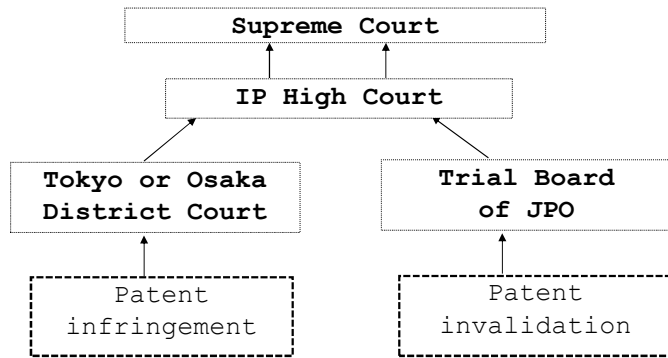 Supreme Court
IP High Court
Tokyo or Osaka
District Court
Trial Board
of JPO
Patent
infringement
Patent
invalidation